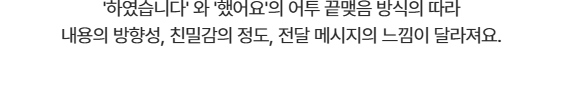 '하였습니다' 와 '했어요'의 어투 끝맺음 방식의 따라
내용의 방향성, 친밀감의 정도, 전달 메시지의 느낌이 달라져요.